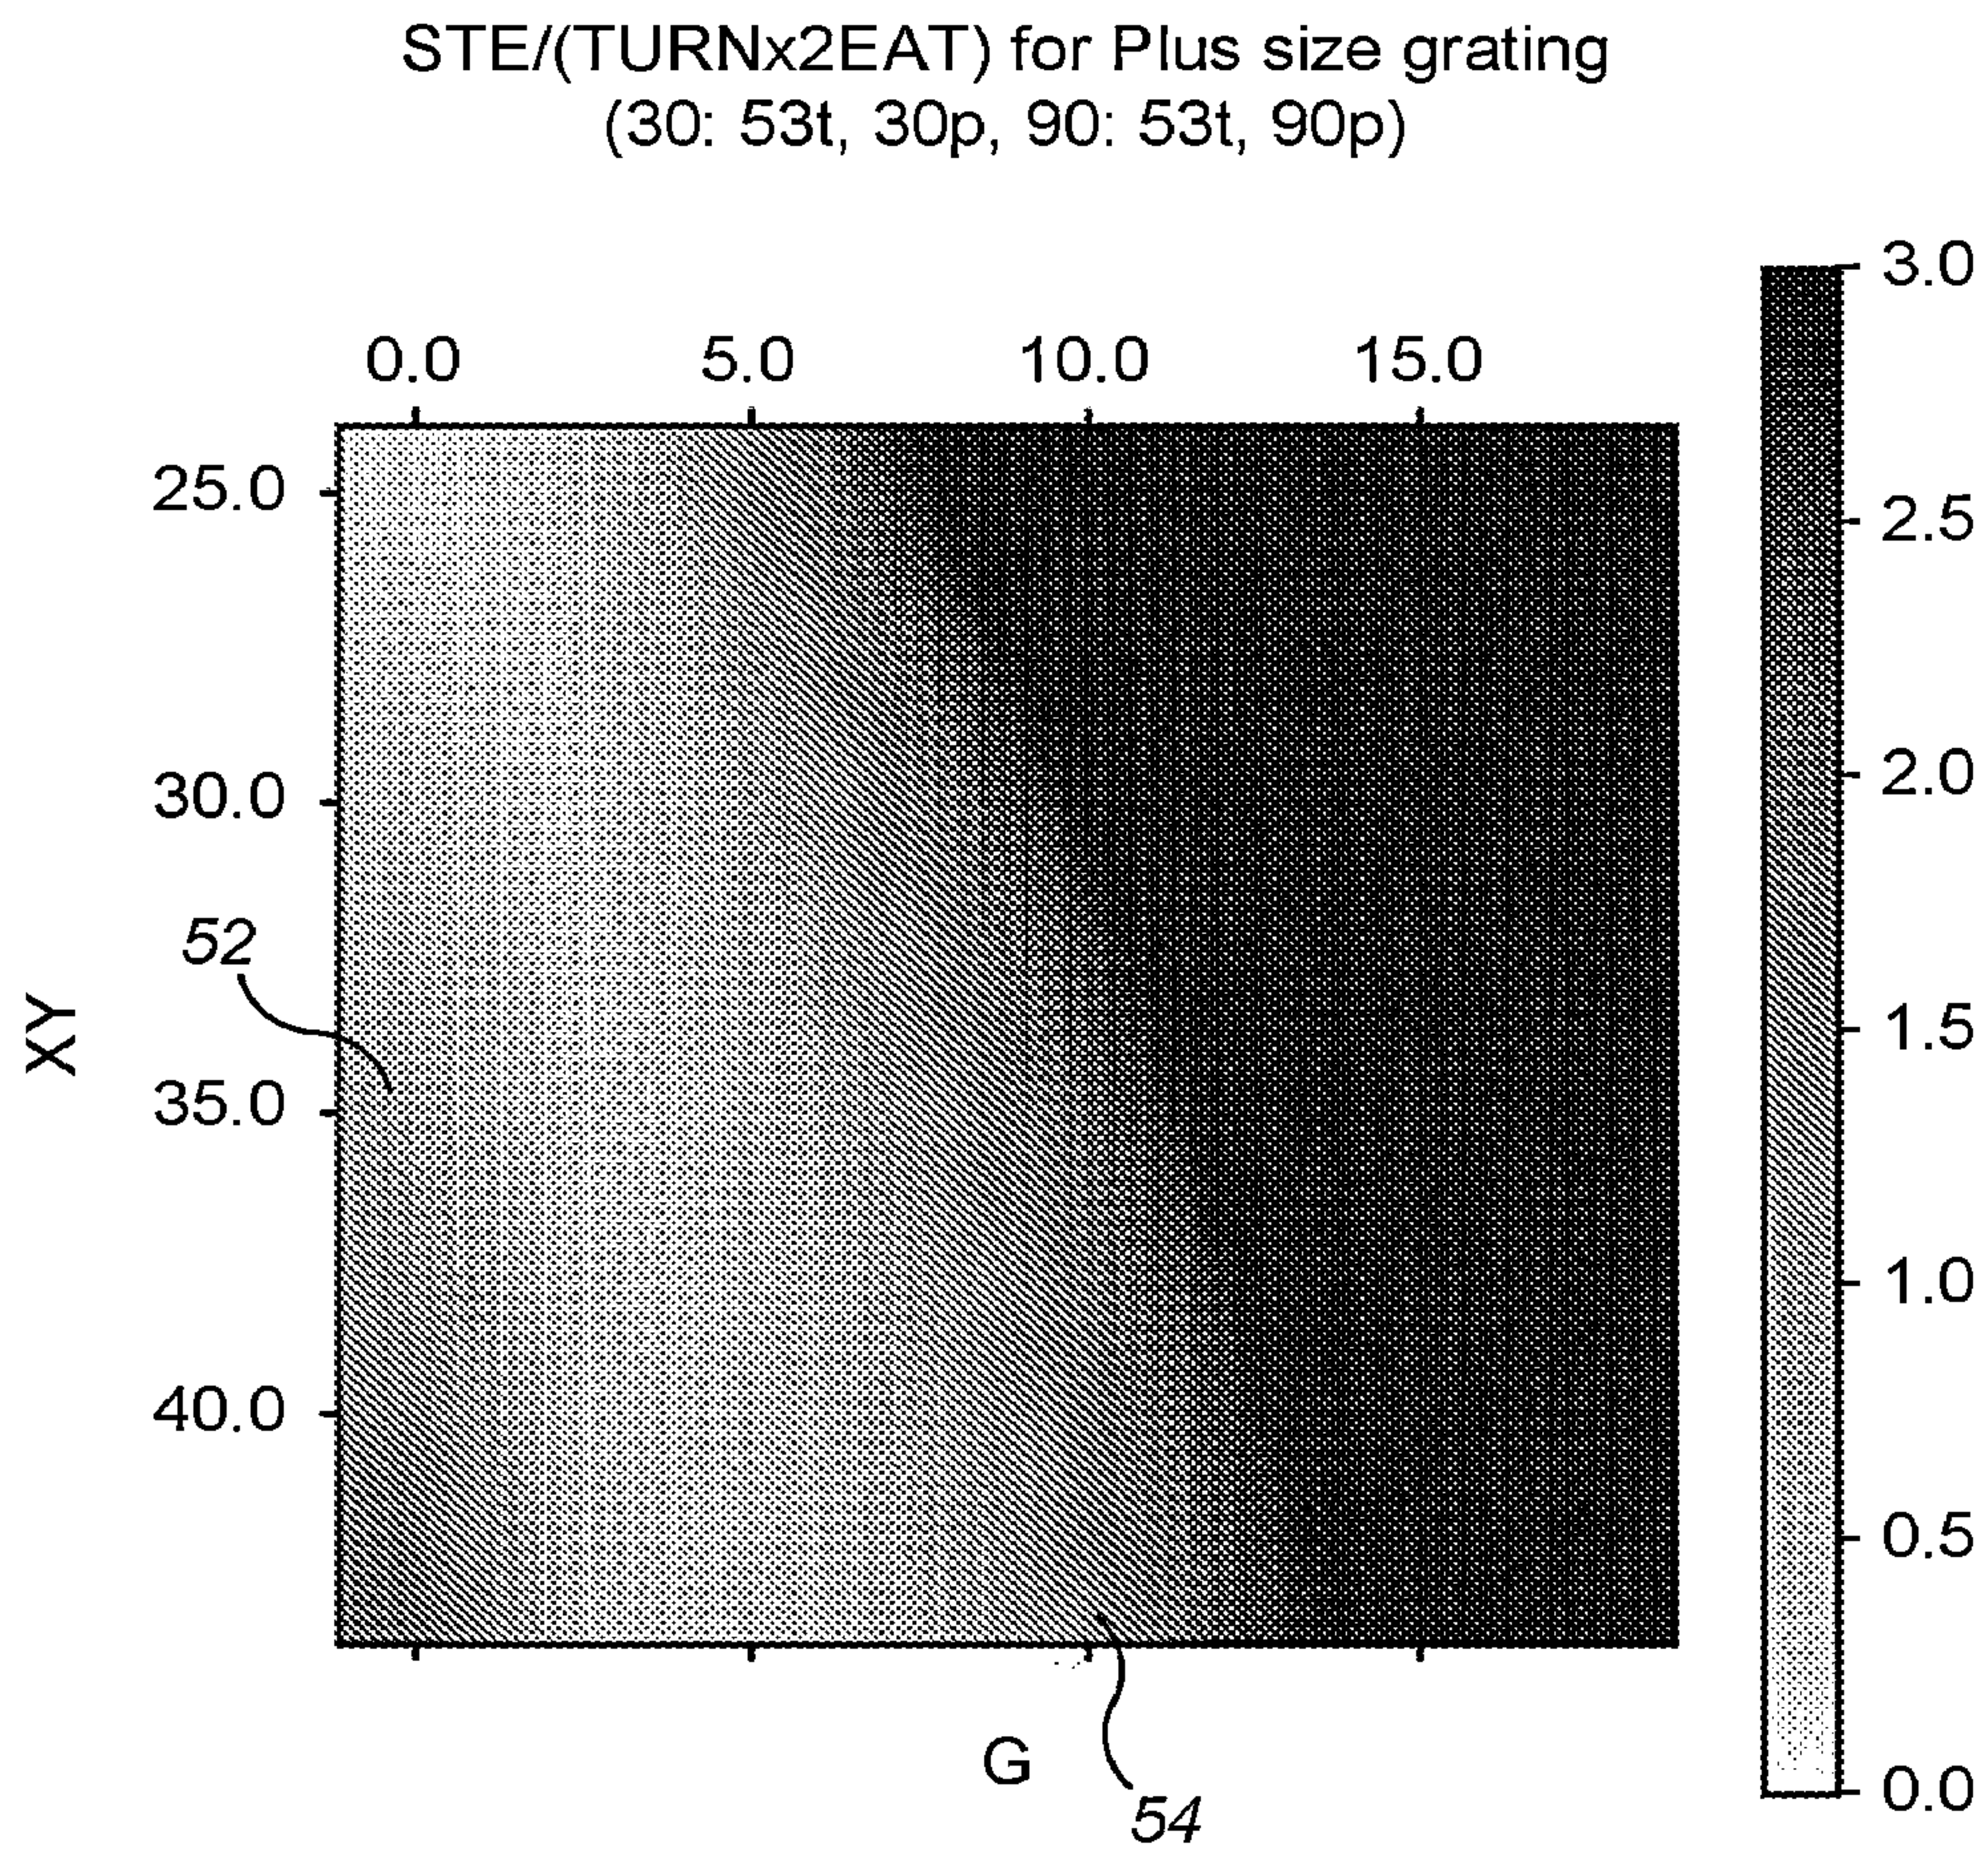 STE/(TURNx2EAT) for Plus size grating
(30: 53t, 30p, 90: 53t, 90p)
0.0 5.0 10.0 15.0
25.0
30.0
35.0
40.0
XY
52
G
54
3.0
2.5
2.0
1.5
1.0
0.5
0.0